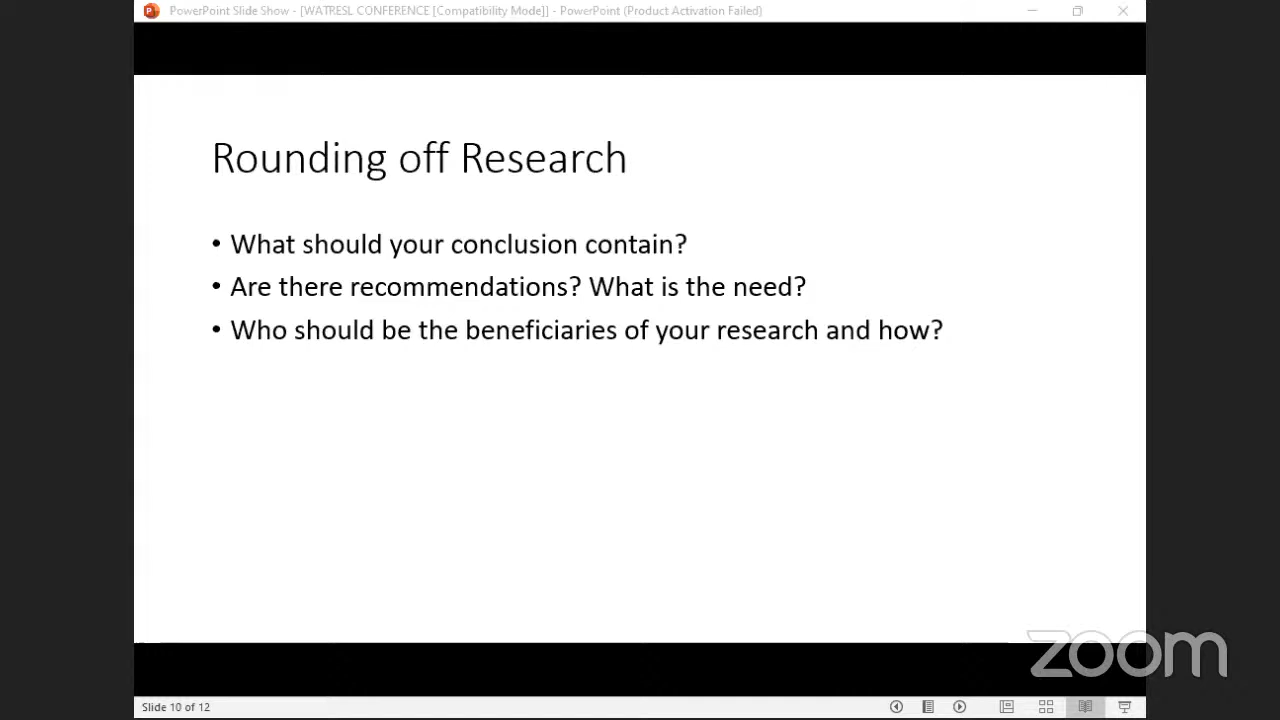 PowerPoint Slide Show - [WATRESL CONFERENCE [Compatibility Mode]] - PowerPoint (Product Activation Failed)
Rounding off Research
• What should your conclusion contain?
• Are there recommendations? What is the need?
• Who should be the beneficiaries of your research and how?
zoom
Slide 10 of 12